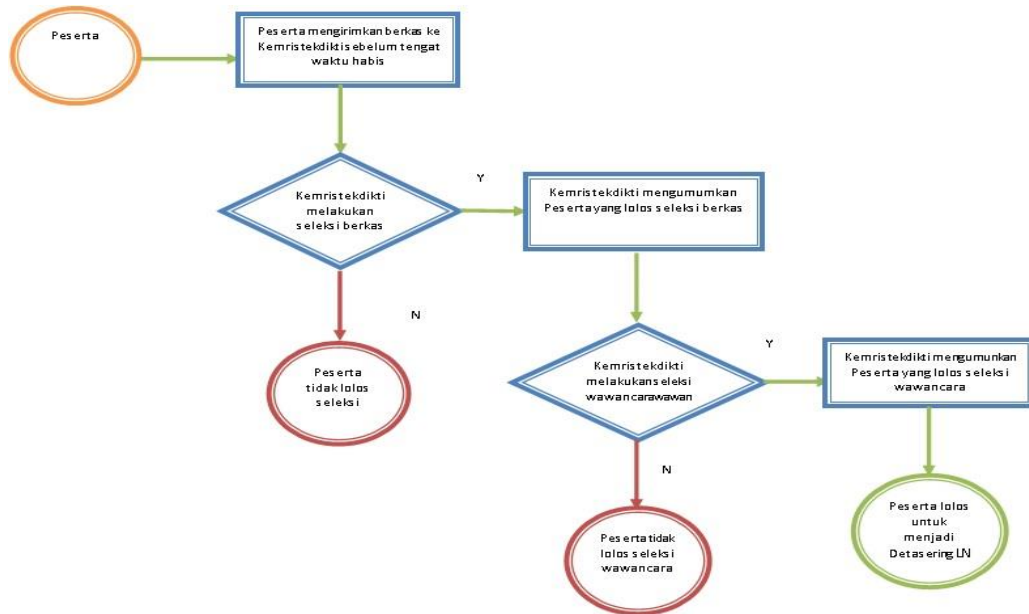 Peserta
Peserta mengirimkan berkas ke
Kemristekdikti sebelum tengat
waktu habis
Kemristekdikti
melakukan
seleksi berkas
Y
Kemristekdikti mengumumkan
Peserta yang lolos seleksi berkas
N
Peserta
tidak lolos
seleksi
Kemristekdikti
melakukan seleksi
wawancarawawan
Y
Kemristekdikti mengumunkan
Peserta yang lolos seleksi
wawancara
N
Peserta tidak
lolos seleksi
wawancara
Peserta lolos
untuk
menjadi
Detasering LN